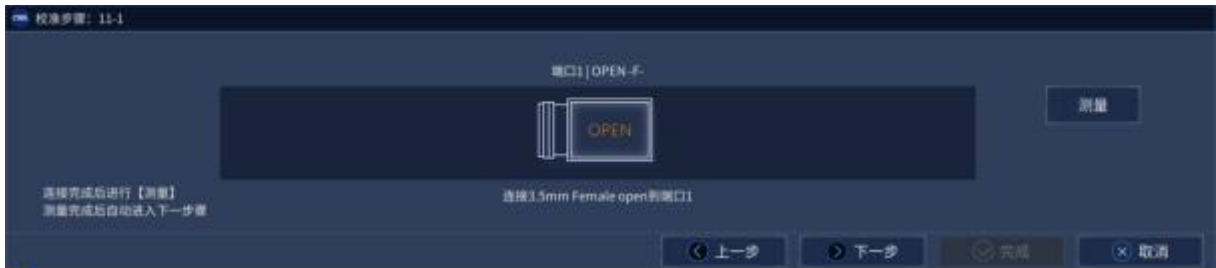 校准步骤: 11-1
端口1|OPEN -F-
OPEN
测量
连接完成后进行【测量】
测量完成后自动进入下一步骤
连接3.5mm Female open到端口1
上一步
下一步
完成
取消